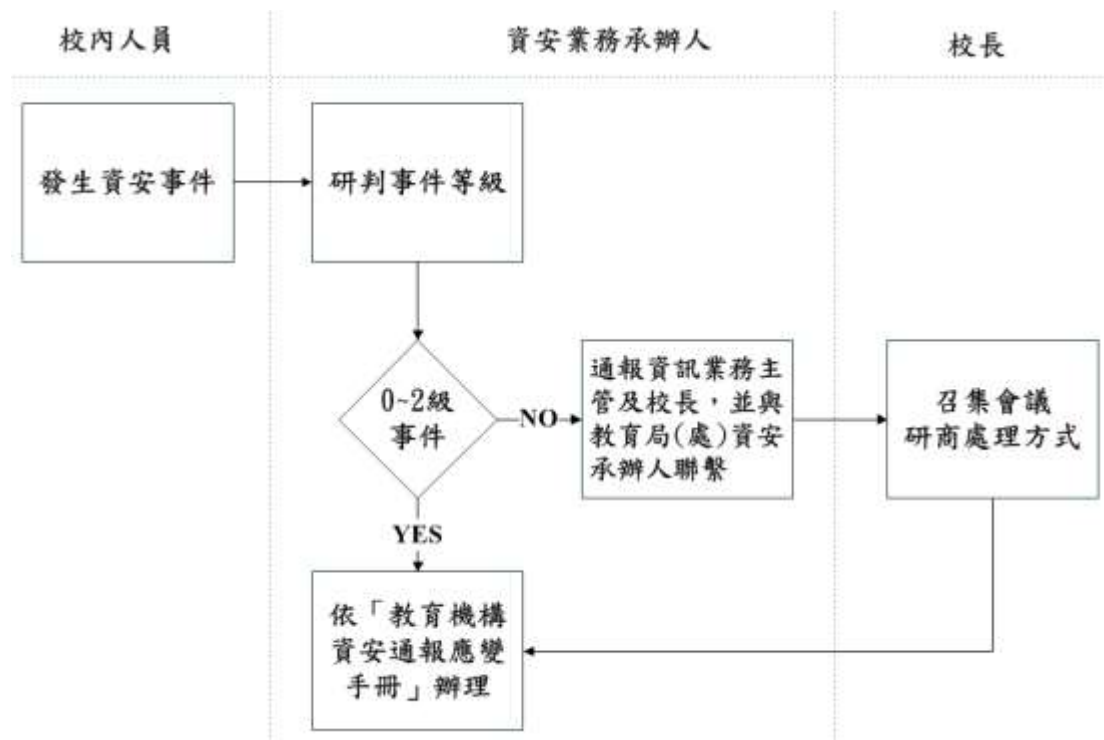 校內人員
資安業務承辦人
校長
發生資安事件
研判事件等級
0~2級
事件
NO
通報資訊業務主
管及校長，並與
教育局(處)資安
承辦人聯繫
召集會議
研商處理方式
YES
依「教育機構
資安通報應變
手冊」辦理